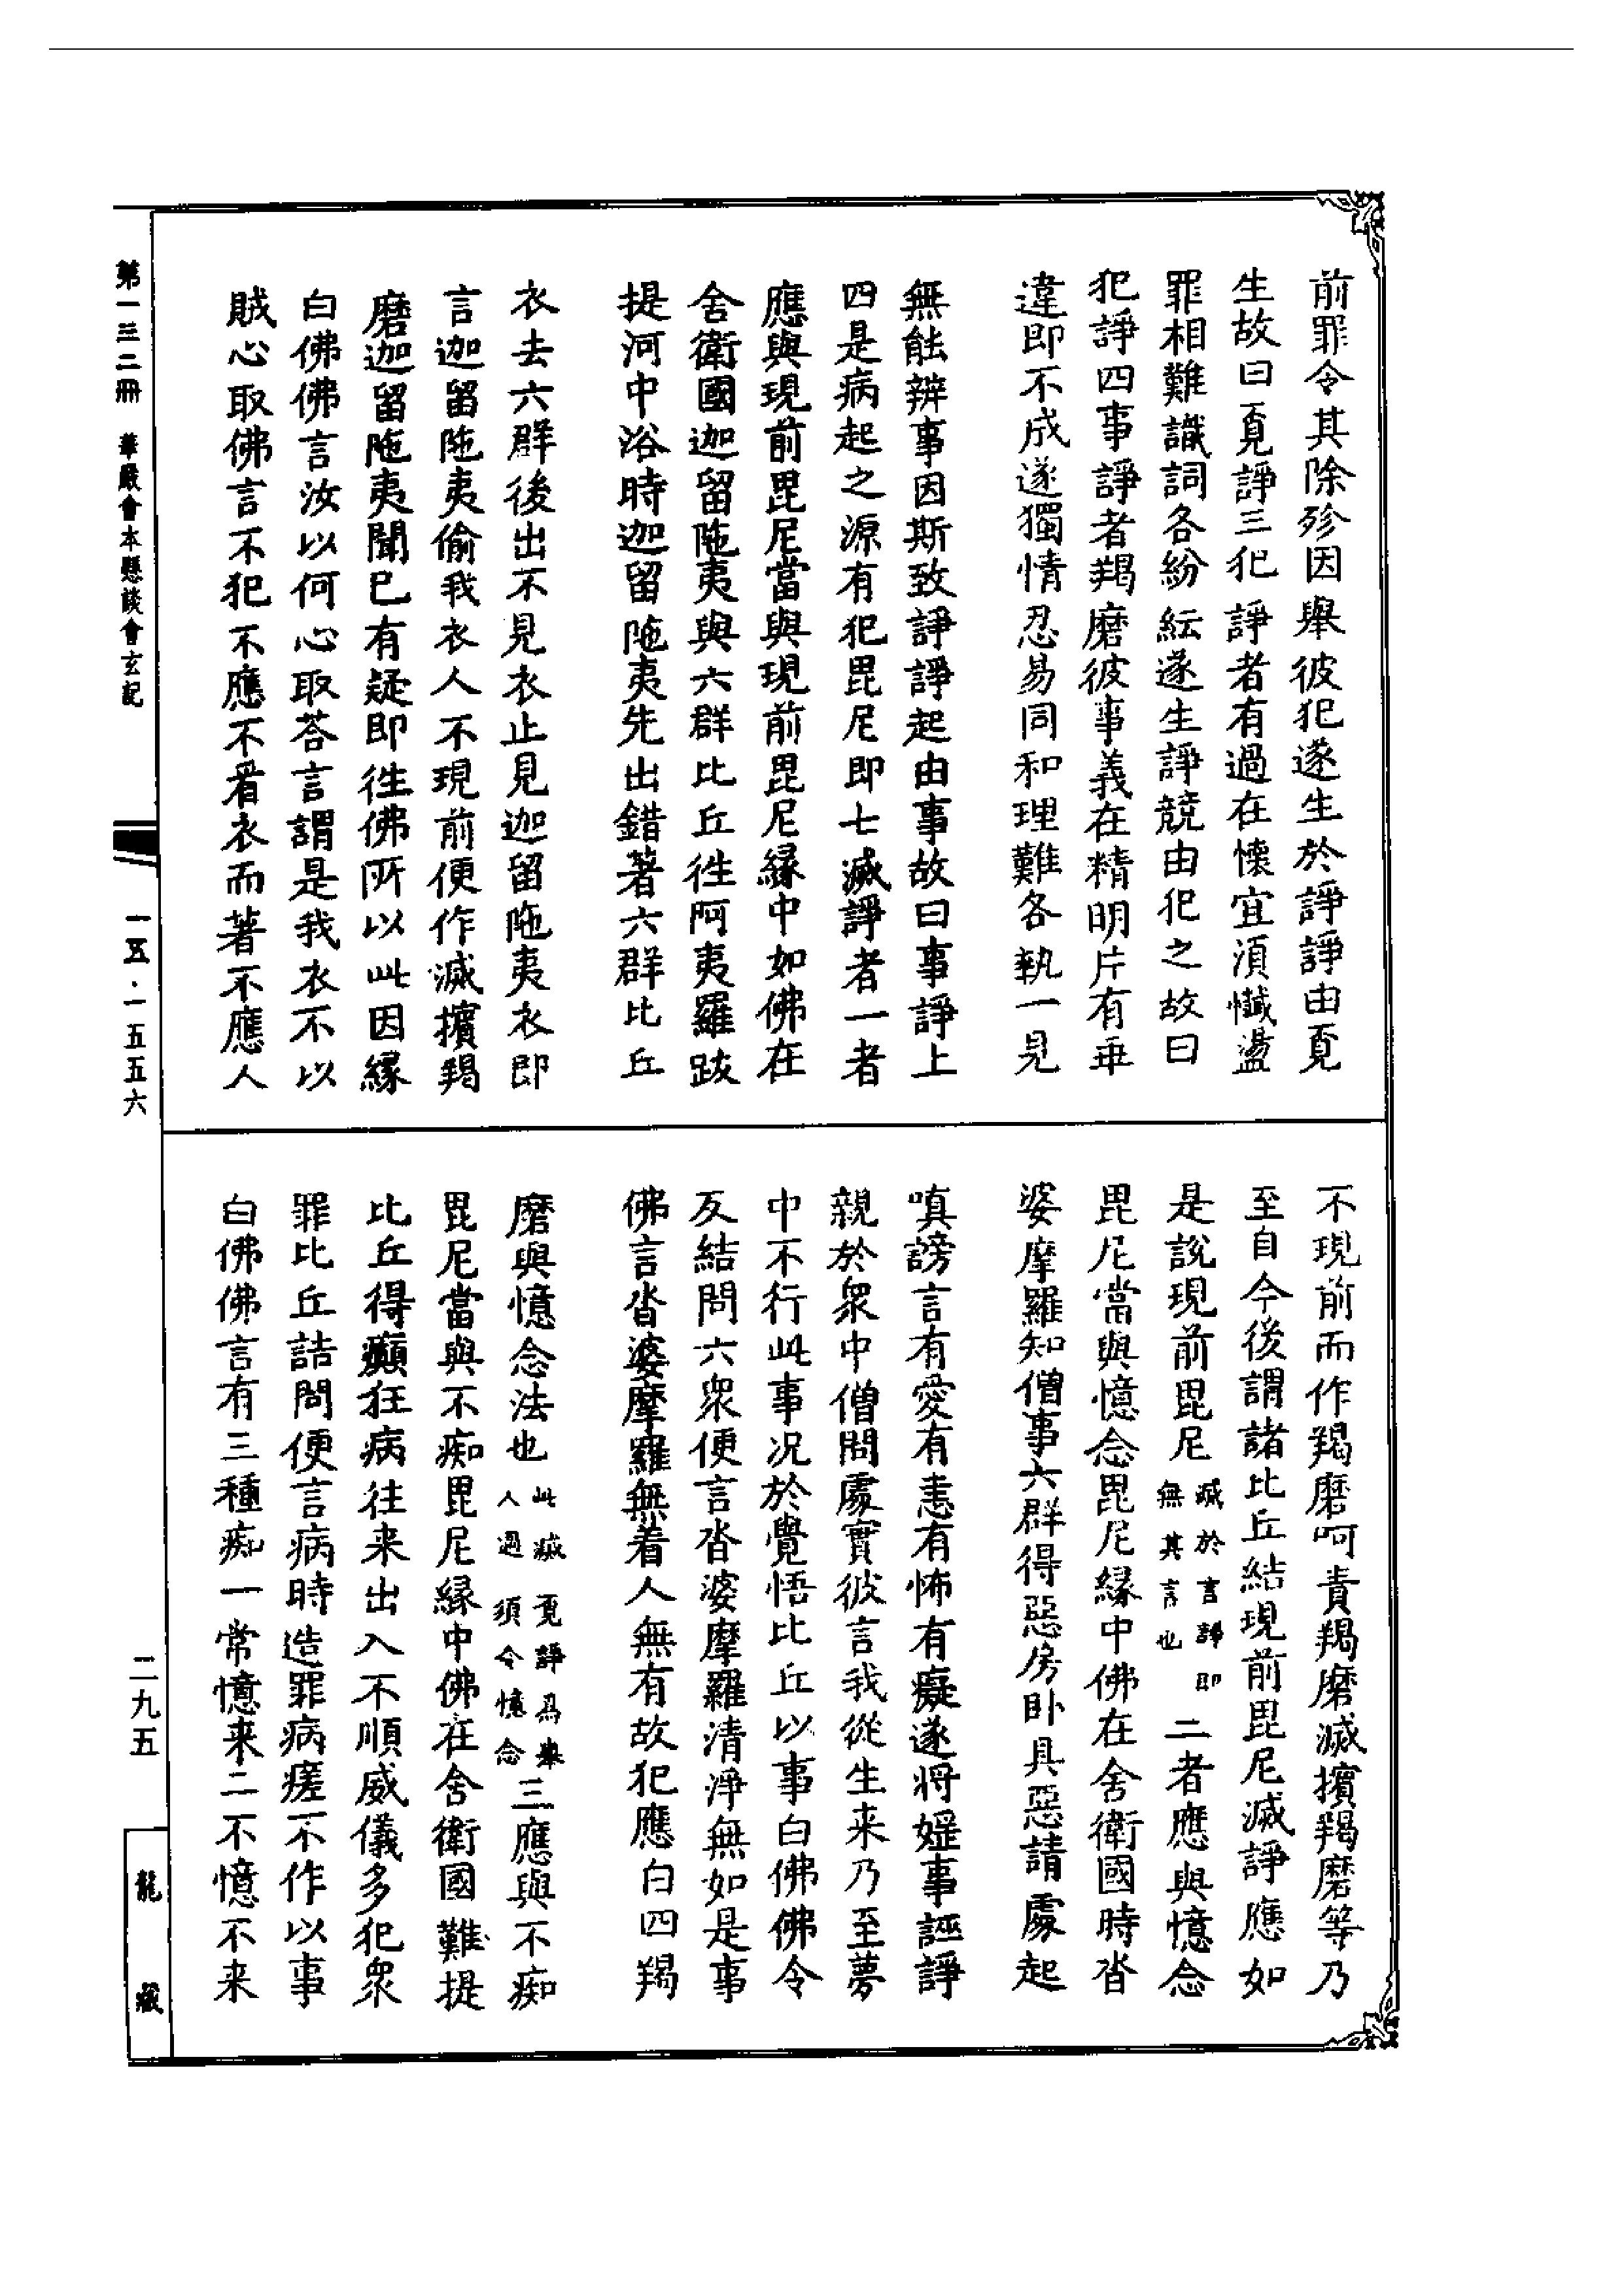 前罪令其除殄因舉彼犯遂生於諍諍由覔
生故曰覔諍三犯諍者有過在懷宜須懺盪
罪相難識詞各紛紜遂生諍競由犯之故曰
犯諍四事諍者羯磨彼事義在精明片有乖
違即不成遂獨情忍易同和理難各執一見
無能辨事因斯致諍諍起由事故曰事諍上
四是病起之源有犯毘尼即七滅諍者一者
應與現前毘尼當與現前毘尼緣中如佛在
舍衛國迦留陁夷與六群比丘徃阿夷羅跋
提河中浴時迦留陁夷先出錯著六群比丘
衣去六群後出不見衣止見迦留陁夷衣即
言迦留陁夷偷我衣人不現前便作滅擯羯
磨迦留陁夷聞已有疑即徃佛所以此因緣
白佛佛言汝以何心取荅言謂是我衣不以
賊心取佛言不犯不應不看衣而著不應人
不現前而作羯磨呵責羯磨滅擯羯磨等乃
至自今後謂諸比丘結現前毘尼滅諍應如
是說現前毘尼滅於言諍即無其言也二者應與憶念
毘尼當與憶念毘尼緣中佛在舍衛國時沓
婆摩羅知僧事六群得惡房卧具惡請處起
嗔謗言有愛有恚有怖有癡遂將婬事誣諍
親於衆中僧問處實彼言我從生来乃至夢
中不行此事况於覺悟比丘以事白佛佛令
反結問六衆便言沓婆摩羅清淨無如是事
佛言沓婆摩羅無着人無有故犯應白四羯
磨與憶念法也此滅覔諍爲舉人過須令憶念三應與不痴
毘尼當與不痴毘尼緣中佛在舍衛國難提
比丘得癲狂病往来出入不順威儀多犯衆
罪比丘詰問便言病時造罪病瘥不作以事
白佛佛言有三種痴一常憶来二不憶不来
第一三二冊　華嚴會本懸談會玄記
一五·一五五六
二九五
龍藏